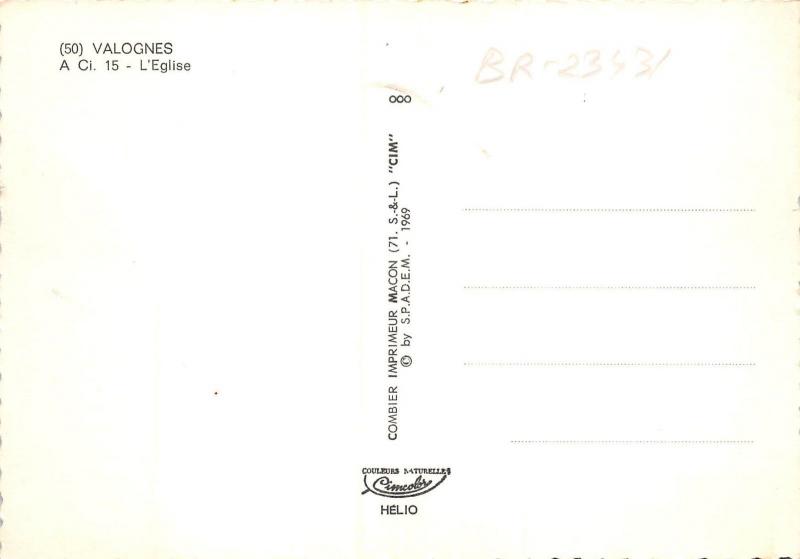 (50) VALOGNES
A Ci. 15 - L'Eglise
BR-23431
000
COMBIER IMPRIMEUR MACON (71. S.-&-L.) "CIM"
© by S.P.A.D.E.M. - 1969
COULEURS NATURELLES
Cimcolor
HÉLIO